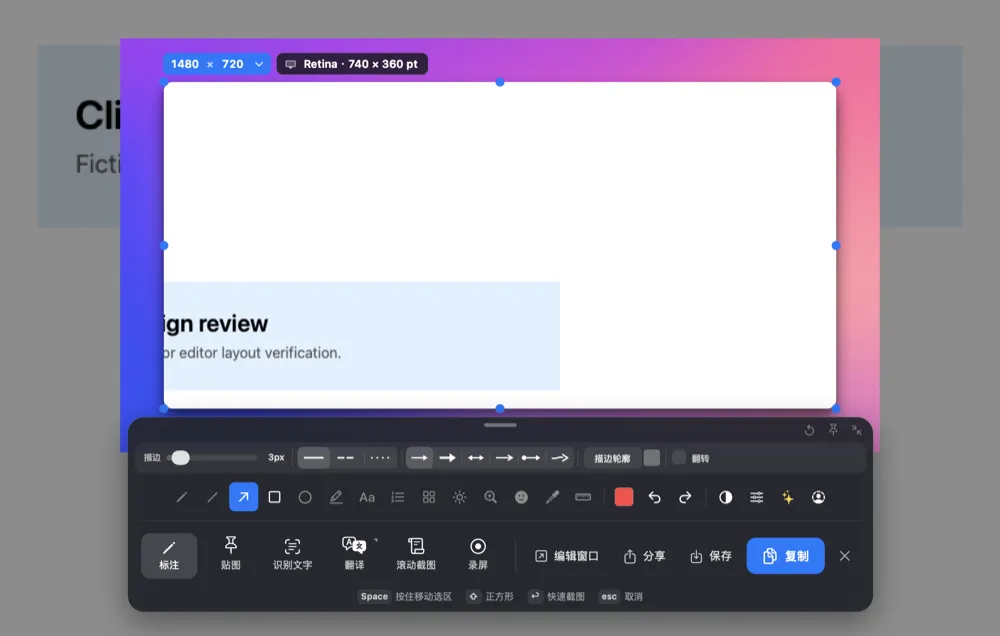 1480 × 720
Retina · 740 × 360 pt
Cli
Ficti
ign review
or editor layout verification.
描边
3px
描边轮廓
翻转
Aa
标注
贴图
识别文字
翻译
滚动截图
录屏
编辑窗口
分享
保存
复制
Space 按住移动选区
正方形
快速截图
esc 取消